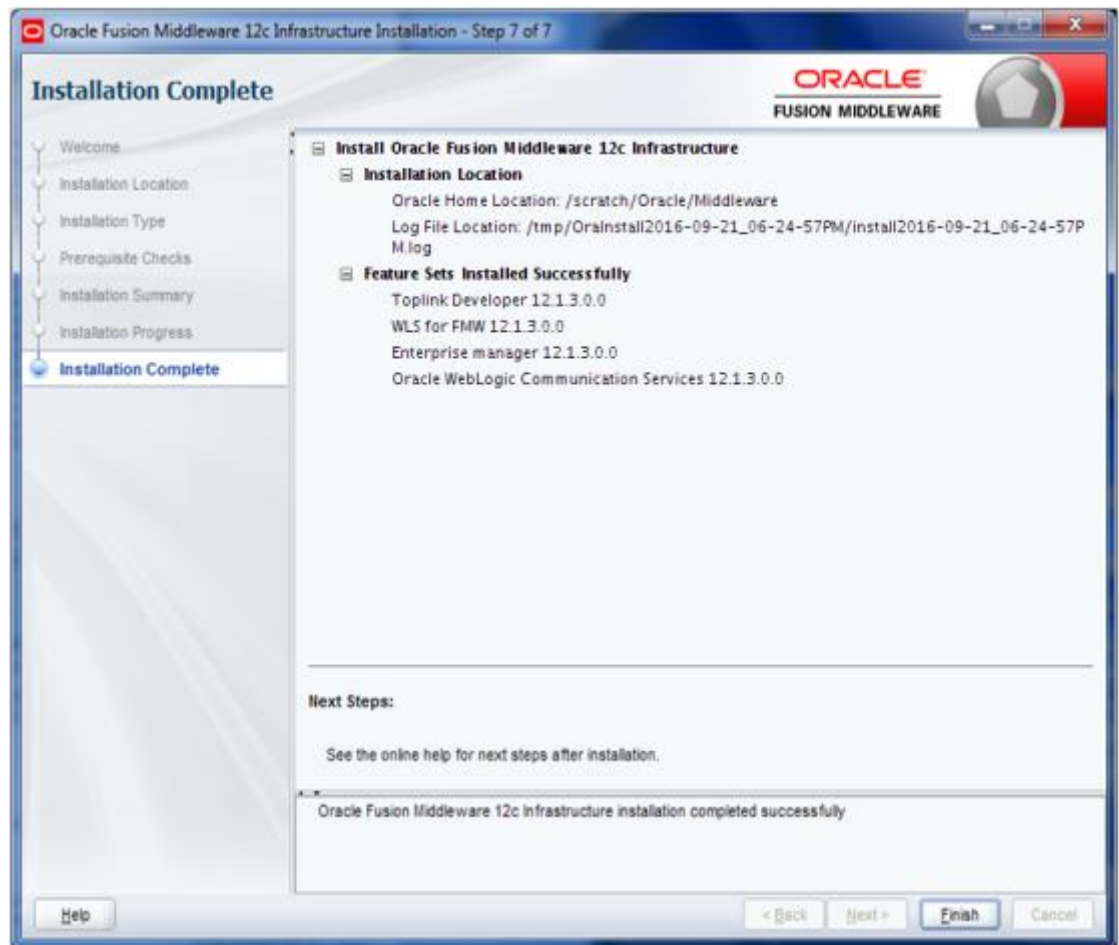 Oracle Fusion Middleware 12c Infrastructure Installation - Step 7 of 7
Installation Complete
ORACLE
FUSION MIDDLEWARE
Welcome
Installation Location
Installation Type
Prerequisite Checks
Installation Summary
Installation Progress
Installation Complete
Install Oracle Fusion Middleware 12c Infrastructure
Installation Location
Oracle Home Location: /scratch/Oracle/Middleware
Log File Location: /tmp/OraInstall2016-09-21_06-24-57PM/install2016-09-21_06-24-57P
M.log
Feature Sets Installed Successfully
Toplink Developer 12.1.3.0.0
WLS for FMW 12.1.3.0.0
Enterprise manager 12.1.3.0.0
Oracle WebLogic Communication Services 12.1.3.0.0
Next Steps:
See the online help for next steps after installation.
Oracle Fusion Middleware 12c Infrastructure installation completed successfully
Help
< Back
Next >
Finish
Cancel